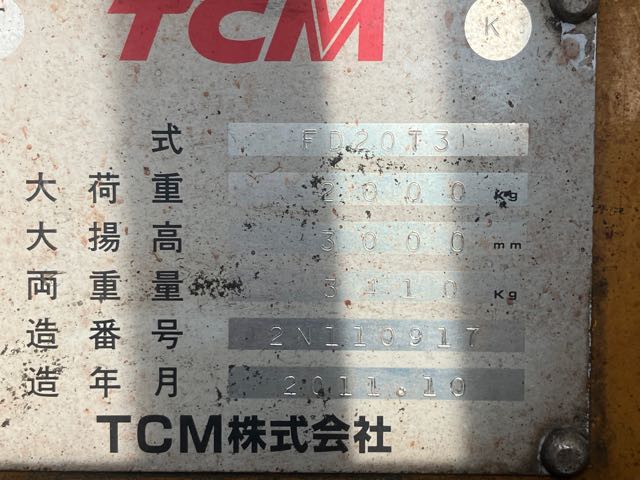 TCM
K
式 FD20T3
大荷重 2000 Kg
大揚高 3000 mm
両重量 3410 Kg
造番号 2N110917
造年月 2011.10
TCM株式会社